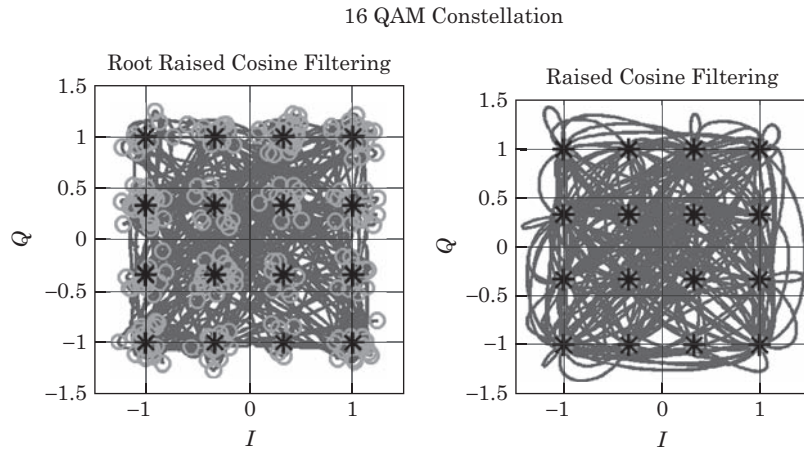 16 QAM Constellation
Root Raised Cosine Filtering
1.5
1
0.5
0
−0.5
−1
−1.5
Q
−1
0
1
I
Raised Cosine Filtering
1.5
1
0.5
0
−0.5
−1
−1.5
Q
−1
0
1
I